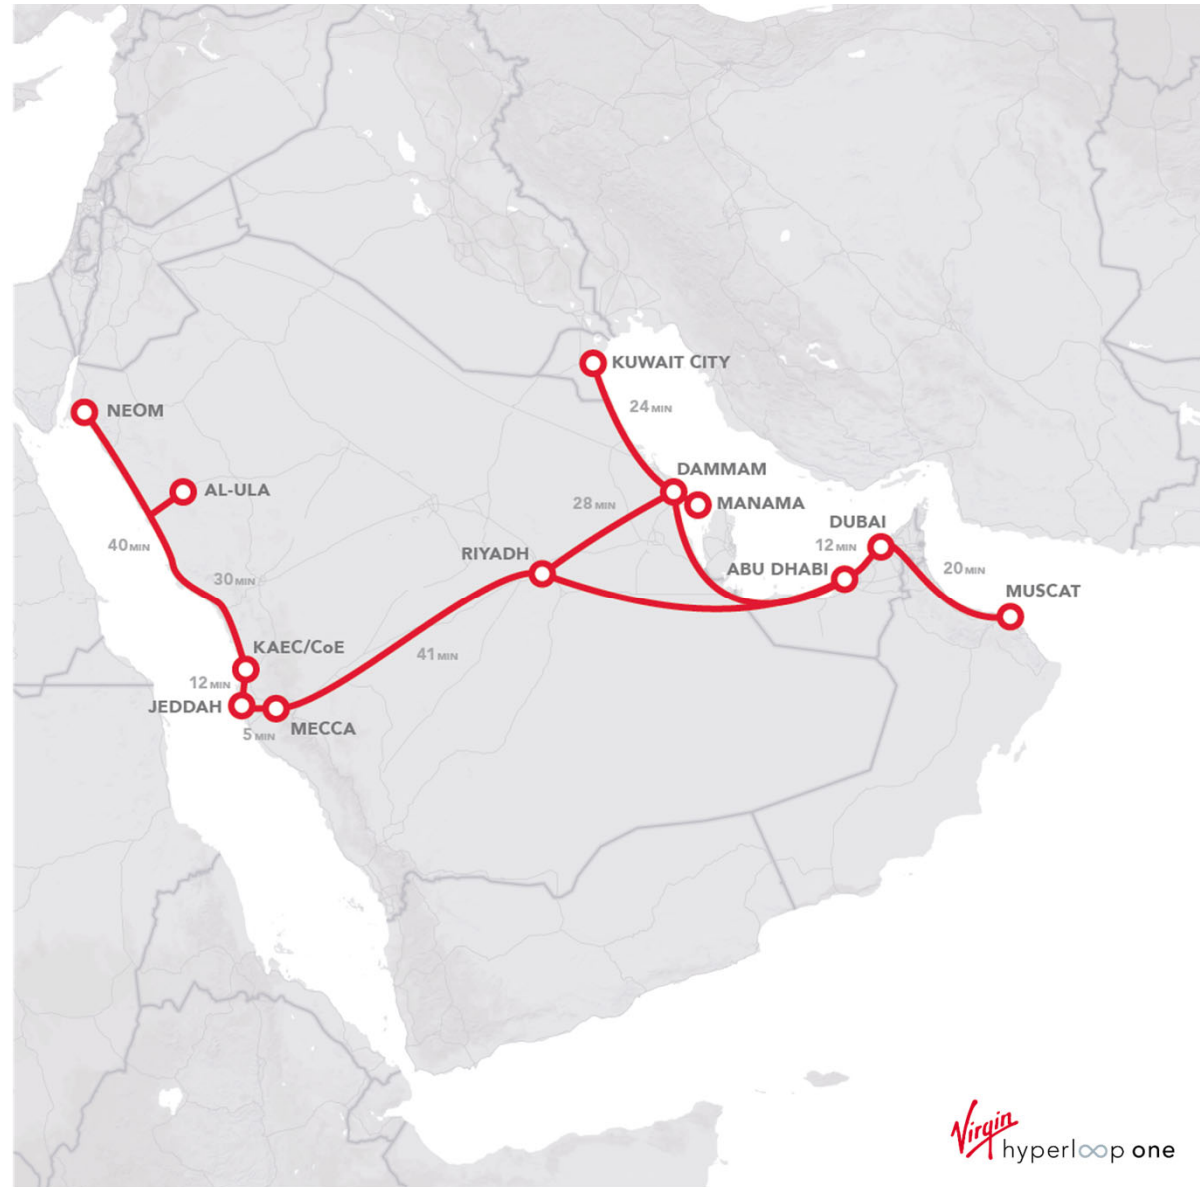 KUWAIT CITY
24 MIN
NEOM
DAMMAM
AL-ULA
28 MIN
MANAMA
DUBAI
40 MIN
12 MIN
RIYADH
ABU DHABI
20 MIN
30 MIN
MUSCAT
KAEC/CoE
41 MIN
12 MIN
JEDDAH
MECCA
5 MIN
Virgin
hyperloop one